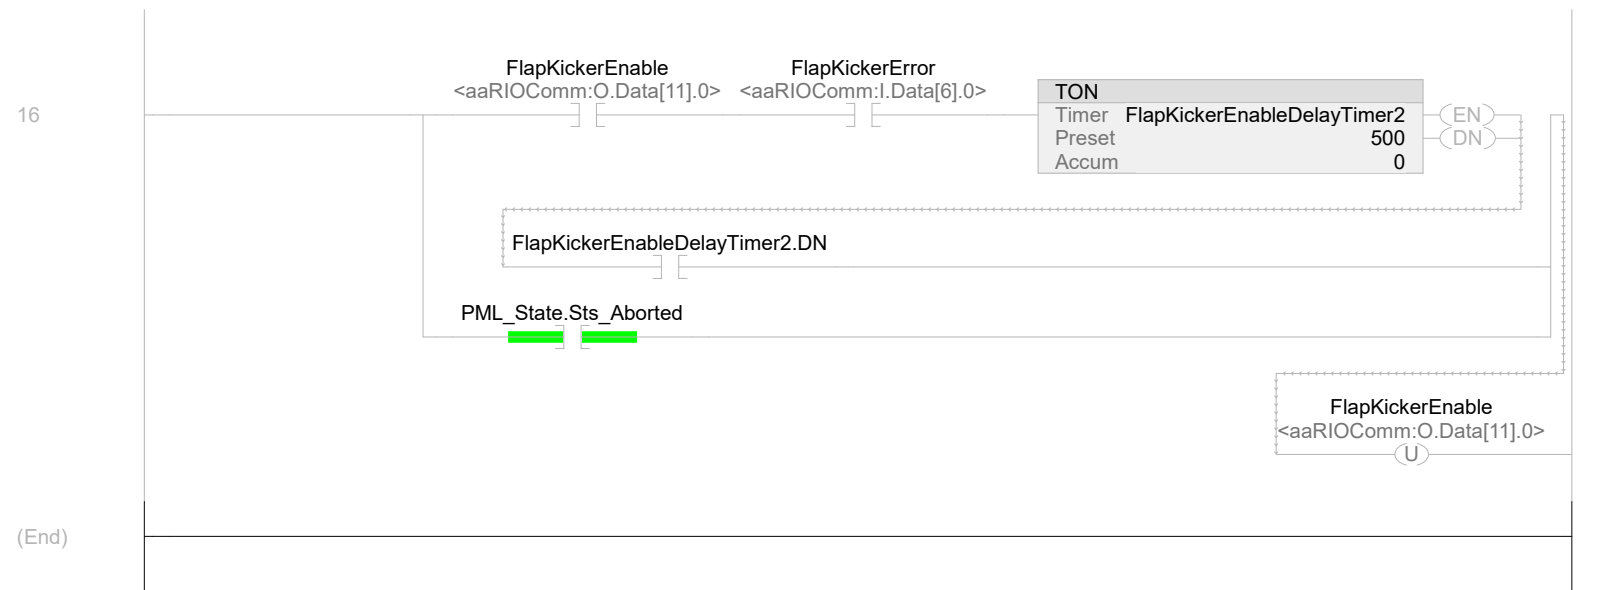 FlapKickerEnable
<aaRIOComm:O.Data[11].0>
FlapKickerError
<aaRIOComm:I.Data[6].0>
16
TON
Timer FlapKickerEnableDelayTimer2
Preset 500
Accum 0
EN
DN
FlapKickerEnableDelayTimer2.DN
PML_State.Sts_Aborted
FlapKickerEnable
<aaRIOComm:O.Data[11].0>
U
(End)